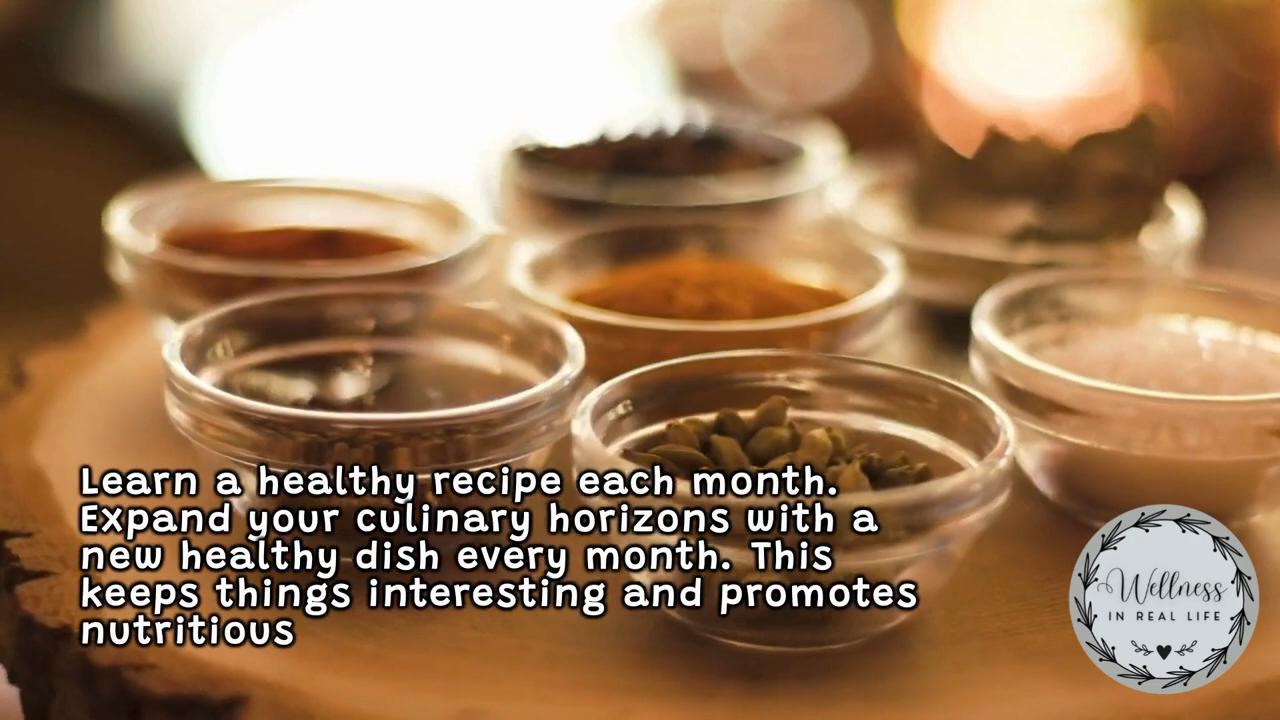 Learn a healthy recipe each month.
Expand your culinary horizons with a
new healthy dish every month. This
keeps things interesting and promotes
nutritious
Wellness
IN REAL LIFE